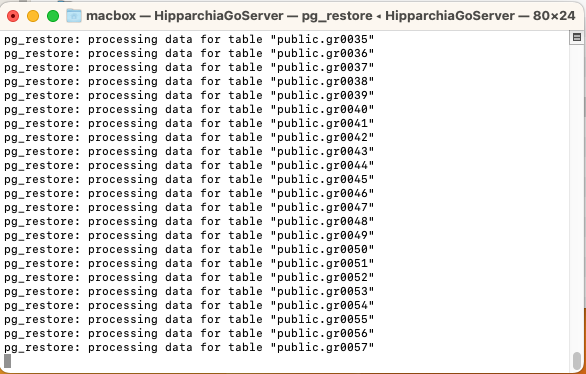 macbox — HipparchiaGoServer — pg_restore ◂ HipparchiaGoServer — 80×24
pg_restore: processing data for table "public.gr0035"
pg_restore: processing data for table "public.gr0036"
pg_restore: processing data for table "public.gr0037"
pg_restore: processing data for table "public.gr0038"
pg_restore: processing data for table "public.gr0039"
pg_restore: processing data for table "public.gr0040"
pg_restore: processing data for table "public.gr0041"
pg_restore: processing data for table "public.gr0042"
pg_restore: processing data for table "public.gr0043"
pg_restore: processing data for table "public.gr0044"
pg_restore: processing data for table "public.gr0045"
pg_restore: processing data for table "public.gr0046"
pg_restore: processing data for table "public.gr0047"
pg_restore: processing data for table "public.gr0048"
pg_restore: processing data for table "public.gr0049"
pg_restore: processing data for table "public.gr0050"
pg_restore: processing data for table "public.gr0051"
pg_restore: processing data for table "public.gr0052"
pg_restore: processing data for table "public.gr0053"
pg_restore: processing data for table "public.gr0054"
pg_restore: processing data for table "public.gr0055"
pg_restore: processing data for table "public.gr0056"
pg_restore: processing data for table "public.gr0057"